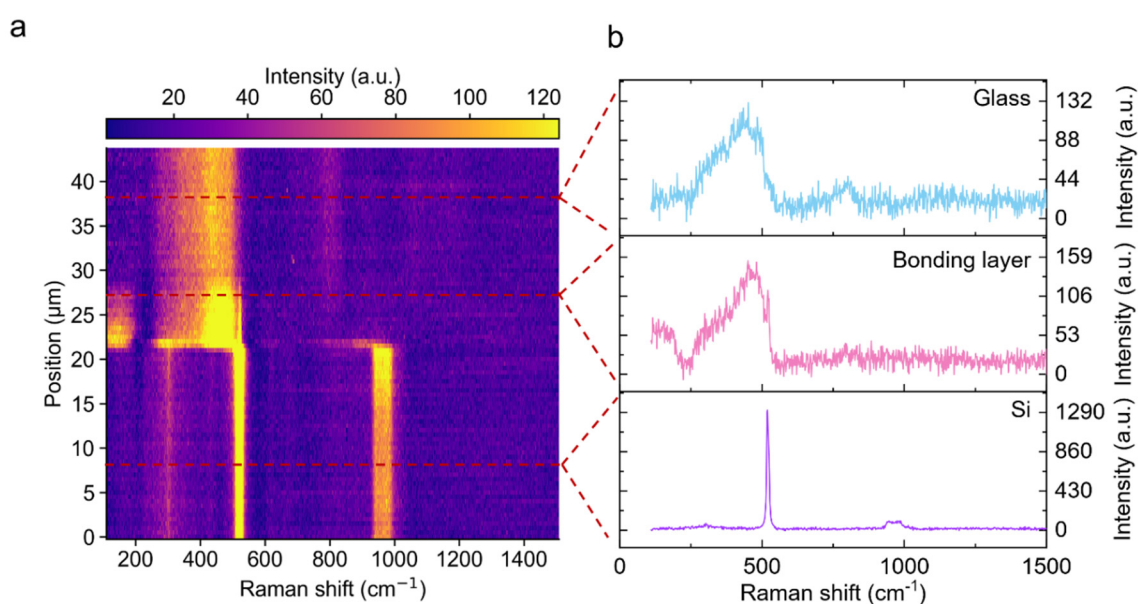 a
Intensity (a.u.)
20 40 60 80 100 120
Position (μm)
40
35
30
25
20
15
10
5
0
200 400 600 800 1000 1200 1400
Raman shift (cm⁻¹)
b
Glass
132
88
44
0
Intensity (a.u.)
Bonding layer
159
106
53
0
Intensity (a.u.)
Si
1290
860
430
0
Intensity (a.u.)
0 500 1000 1500
Raman shift (cm⁻¹)